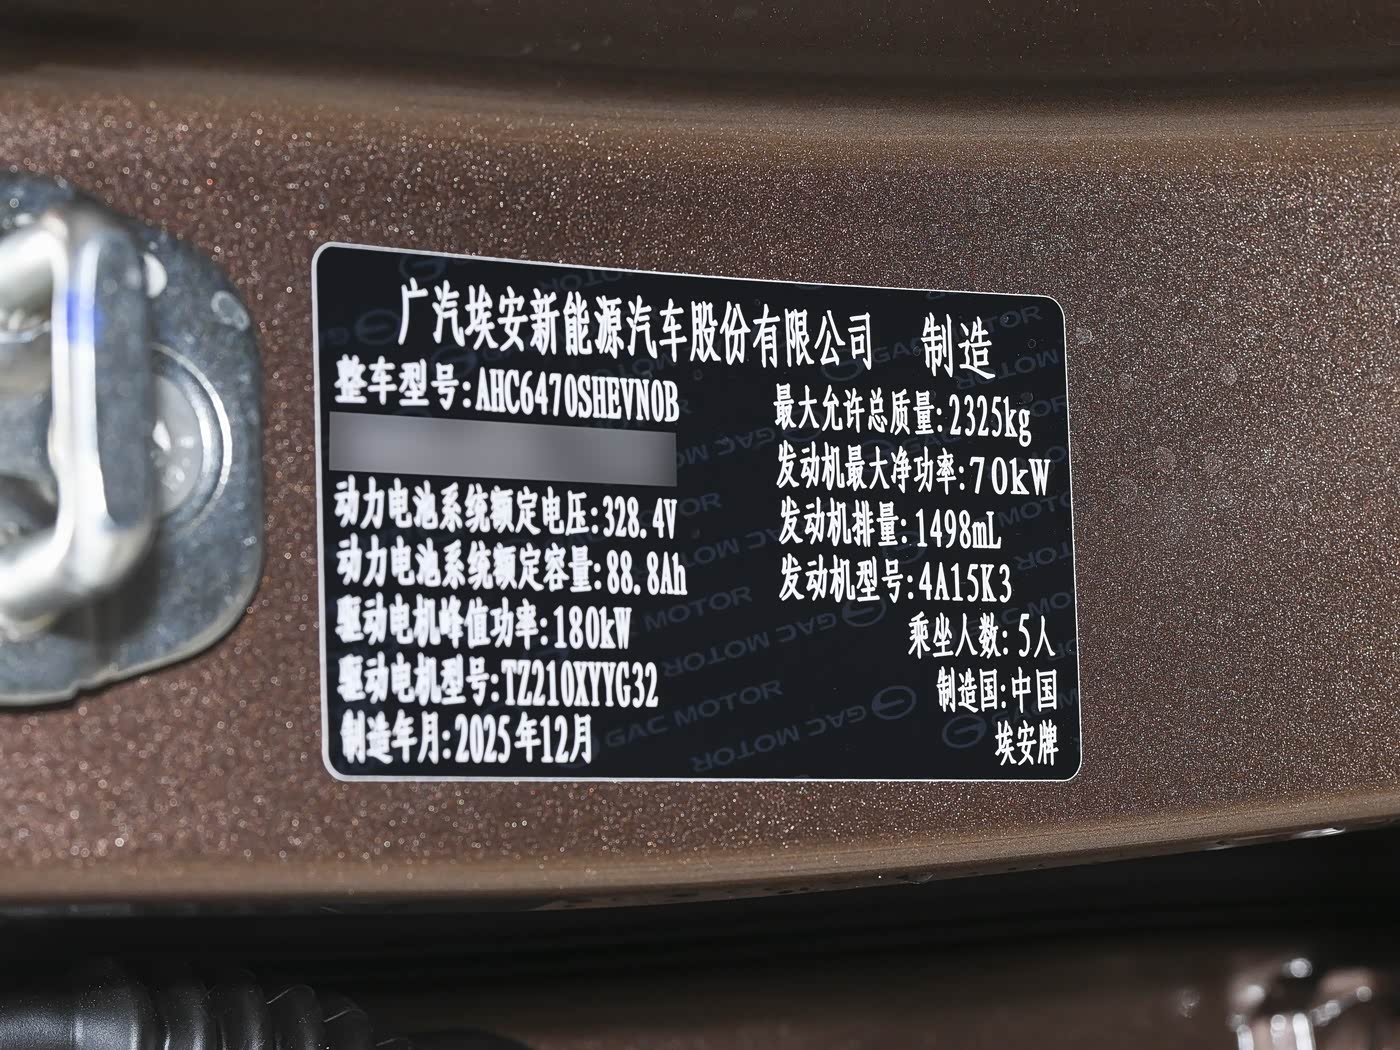 广汽埃安新能源汽车股份有限公司 制造
整车型号:AHC6470SHEVN0B
动力电池系统额定电压:328.4V
动力电池系统额定容量:88.8Ah
驱动电机峰值功率:180kW
驱动电机型号:TZ210XYYG32
制造年月:2025年12月
最大允许总质量:2325kg
发动机最大净功率:70kW
发动机排量:1498mL
发动机型号:4A15K3
乘坐人数:5人
制造国:中国
埃安牌
GAC MOTOR